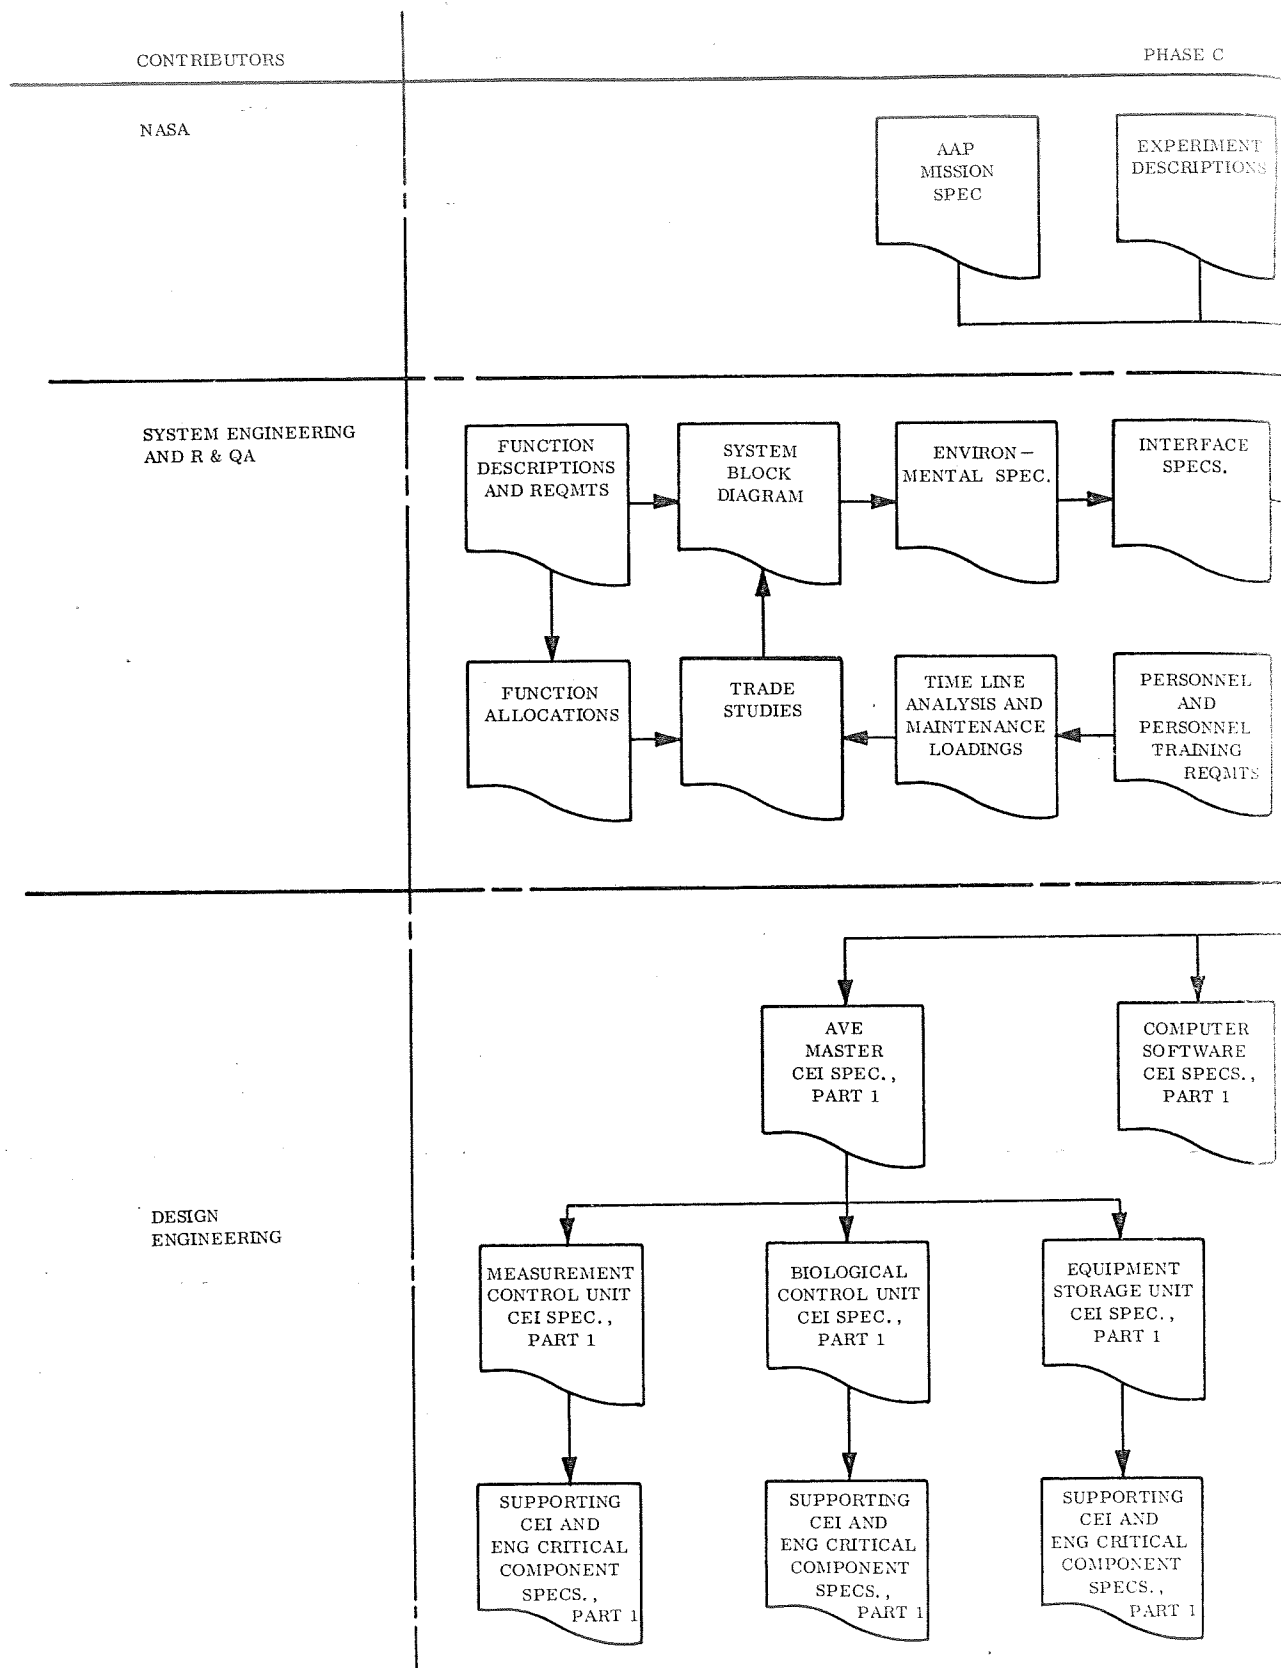 CONTRIBUTORS
PHASE C
NASA
AAP
MISSION
SPEC
EXPERIMENT
DESCRIPTIONS
SYSTEM ENGINEERING
AND R & QA
FUNCTION
DESCRIPTIONS
AND REQMTS
SYSTEM
BLOCK
DIAGRAM
ENVIRON-
MENTAL SPEC.
INTERFACE
SPECS.
FUNCTION
ALLOCATIONS
TRADE
STUDIES
TIME LINE
ANALYSIS AND
MAINTENANCE
LOADINGS
PERSONNEL
AND
PERSONNEL
TRAINING
REQMTS
AVE
MASTER
CEI SPEC.,
PART 1
COMPUTER
SOFTWARE
CEI SPECS.,
PART 1
DESIGN
ENGINEERING
MEASUREMENT
CONTROL UNIT
CEI SPEC.,
PART 1
BIOLOGICAL
CONTROL UNIT
CEI SPEC.,
PART 1
EQUIPMENT
STORAGE UNIT
CEI SPEC.,
PART 1
SUPPORTING
CEI AND
ENG CRITICAL
COMPONENT
SPECS.,
PART 1
SUPPORTING
CEI AND
ENG CRITICAL
COMPONENT
SPECS.,
PART 1
SUPPORTING
CEI AND
ENG CRITICAL
COMPONENT
SPECS.,
PART 1